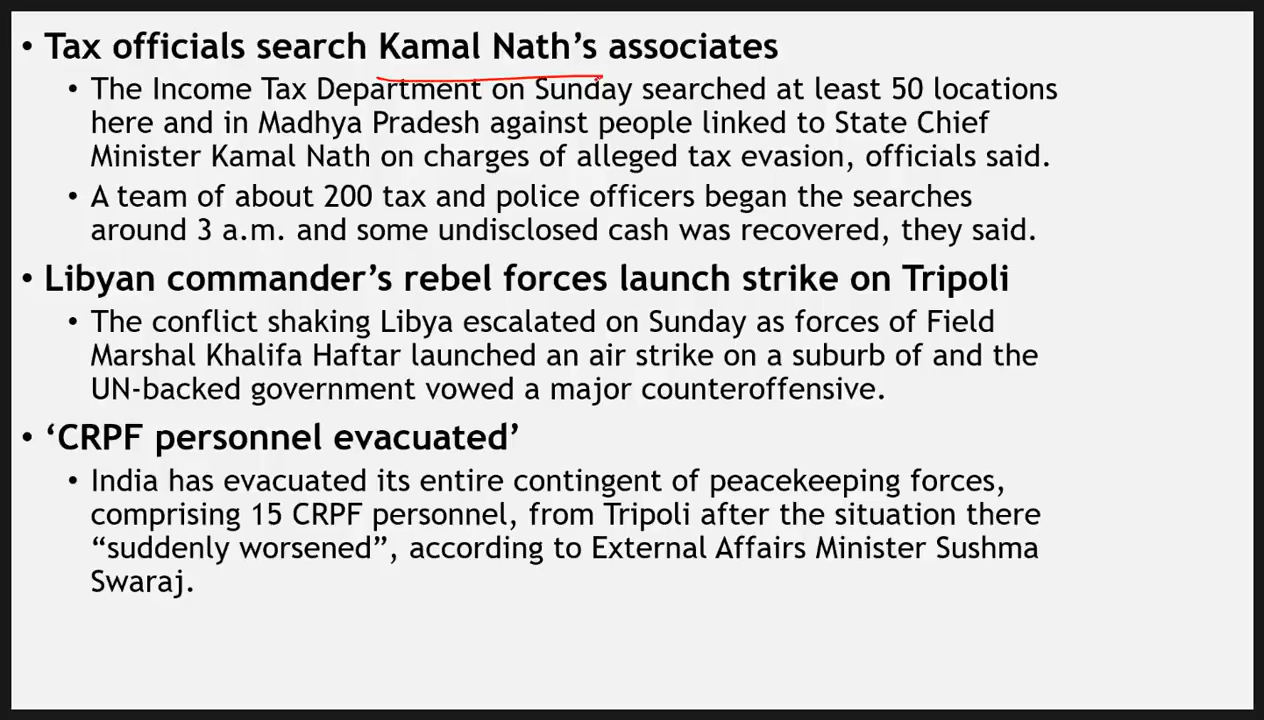 • Tax officials search Kamal Nath’s associates
• The Income Tax Department on Sunday searched at least 50 locations
here and in Madhya Pradesh against people linked to State Chief
Minister Kamal Nath on charges of alleged tax evasion, officials said.
• A team of about 200 tax and police officers began the searches
around 3 a.m. and some undisclosed cash was recovered, they said.
• Libyan commander’s rebel forces launch strike on Tripoli
• The conflict shaking Libya escalated on Sunday as forces of Field
Marshal Khalifa Haftar launched an air strike on a suburb of and the
UN-backed government vowed a major counteroffensive.
• ‘CRPF personnel evacuated’
• India has evacuated its entire contingent of peacekeeping forces,
comprising 15 CRPF personnel, from Tripoli after the situation there
“suddenly worsened”, according to External Affairs Minister Sushma
Swaraj.